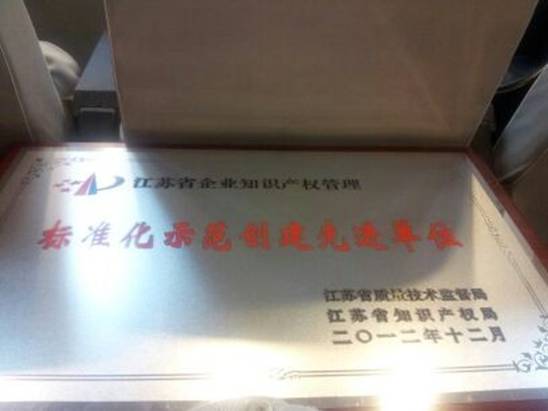 江苏省企业知识产权管理
标准化示范创建先进单位
江苏省质量技术监督局
江苏省知识产权局
二〇一二年十二月